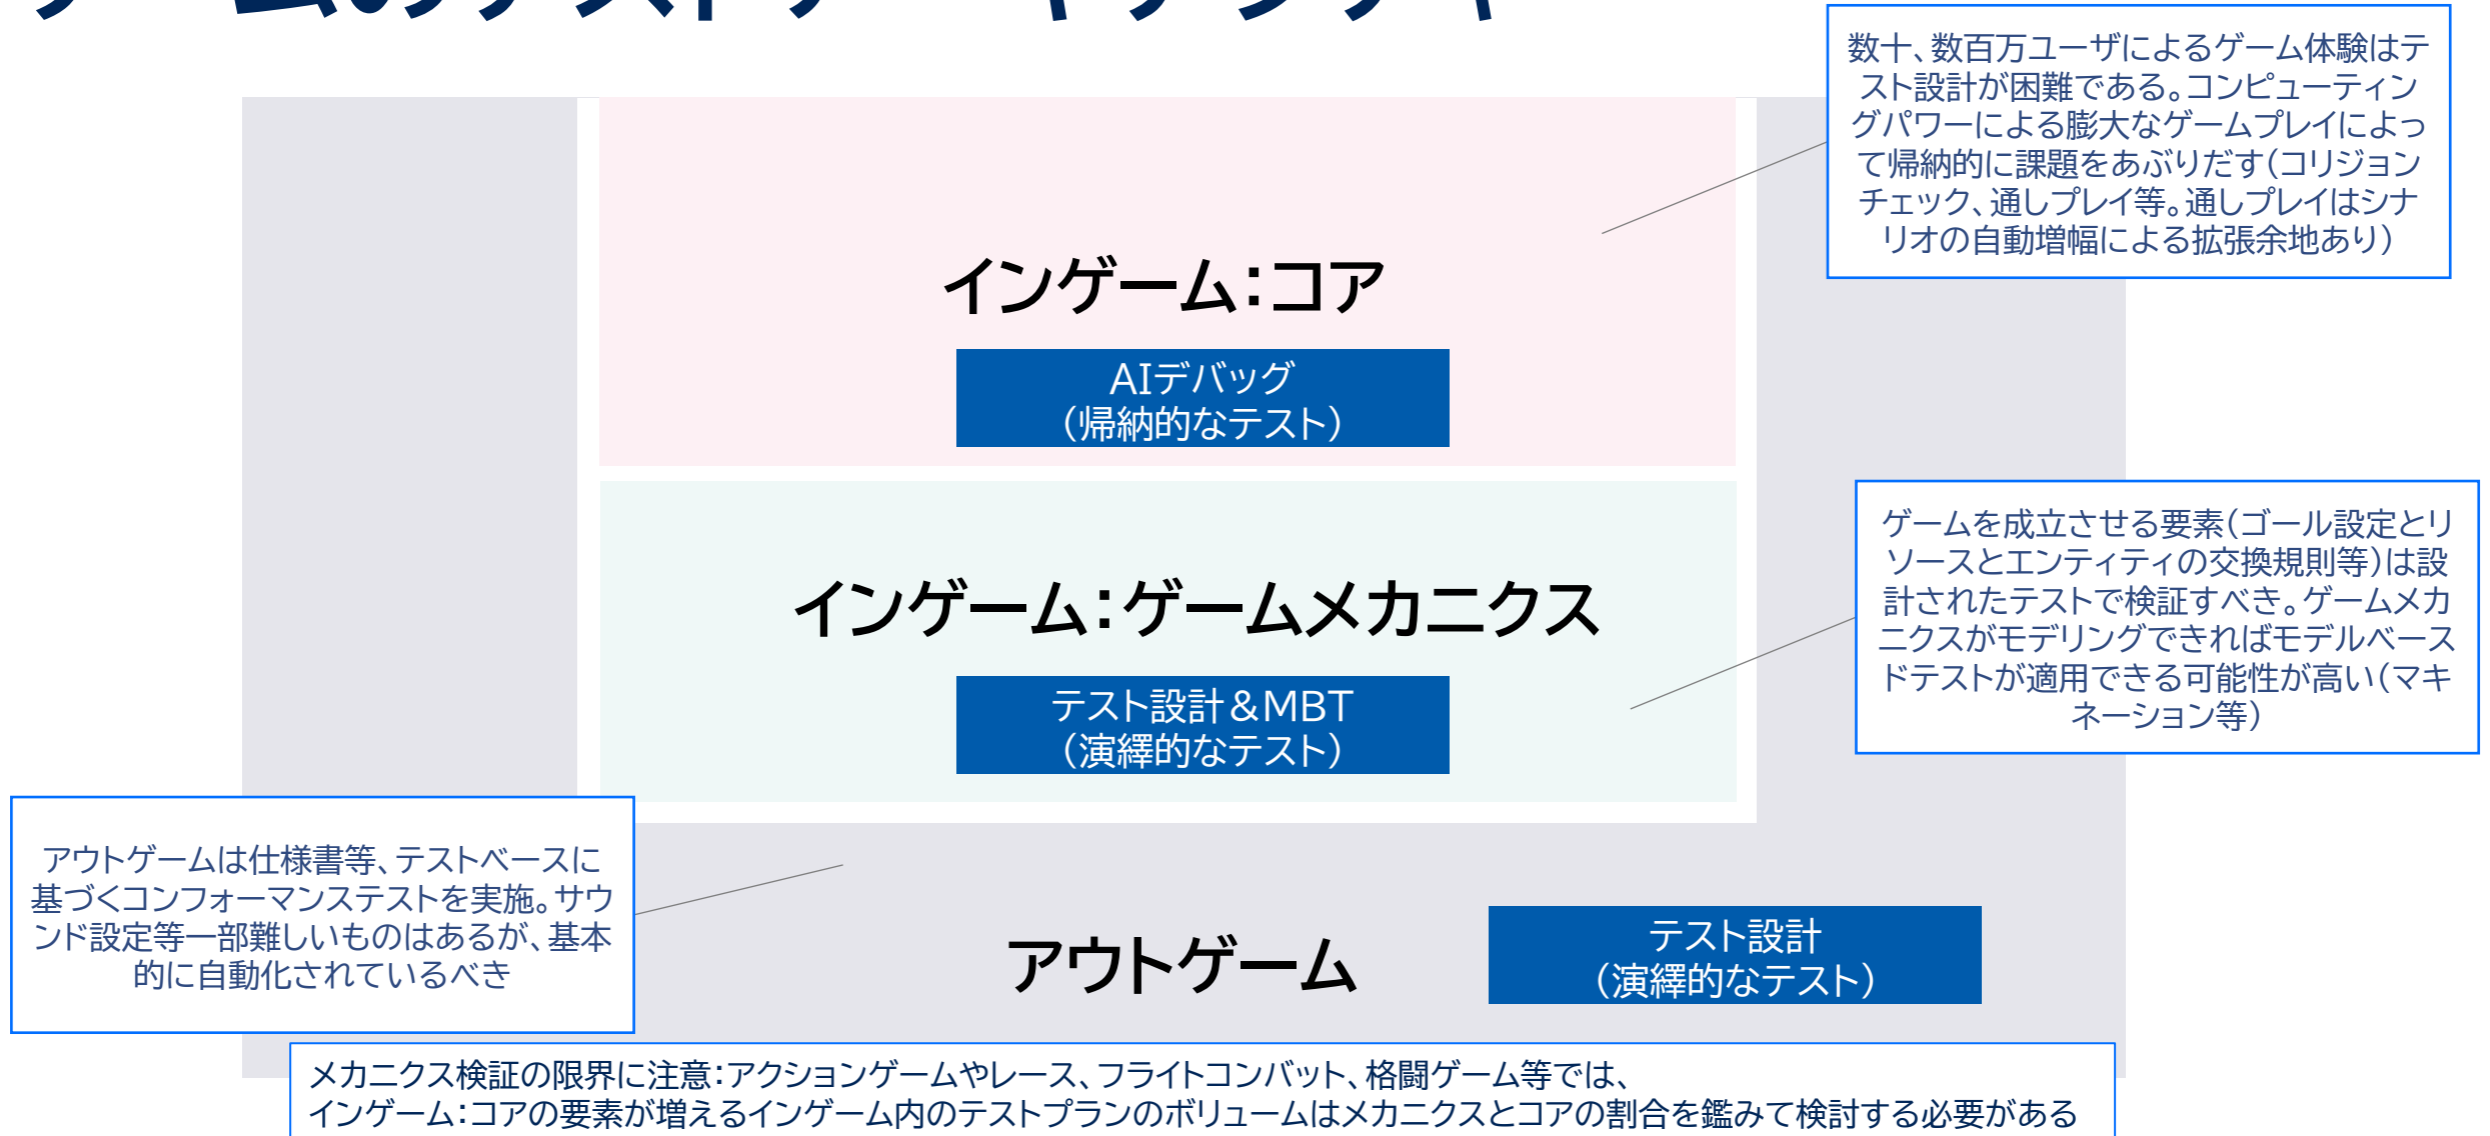 ゲームのテストアーキテクチャ
数十、数百万ユーザによるゲーム体験はテ
スト設計が困難である。コンピューティン
グパワーによる膨大なゲームプレイによっ
て帰納的に課題をあぶりだす（コリジョン
チェック、通しプレイ等。通しプレイはシナ
リオの自動増幅による拡張余地あり）
インゲーム：コア
AIデバッグ
（帰納的なテスト）
ゲームを成立させる要素（ゴール設定とリ
ソースとエンティティの交換規則等）は設
計されたテストで検証すべき。ゲームメカ
ニクスがモデリングできればモデルベース
ドテストが適用できる可能性が高い（マキ
ネーション等）
インゲーム：ゲームメカニクス
テスト設計＆MBT
（演繹的なテスト）
アウトゲームは仕様書等、テストベースに
基づくコンフォーマンステストを実施。サウ
ンド設定等一部難しいものはあるが、基本
的に自動化されているべき
アウトゲーム
テスト設計
（演繹的なテスト）
メカニクス検証の限界に注意：アクションゲームやレース、フライトコンバット、格闘ゲーム等では、
インゲーム：コアの要素が増えるインゲーム内のテストプランのボリュームはメカニクスとコアの割合を鑑みて検討する必要がある